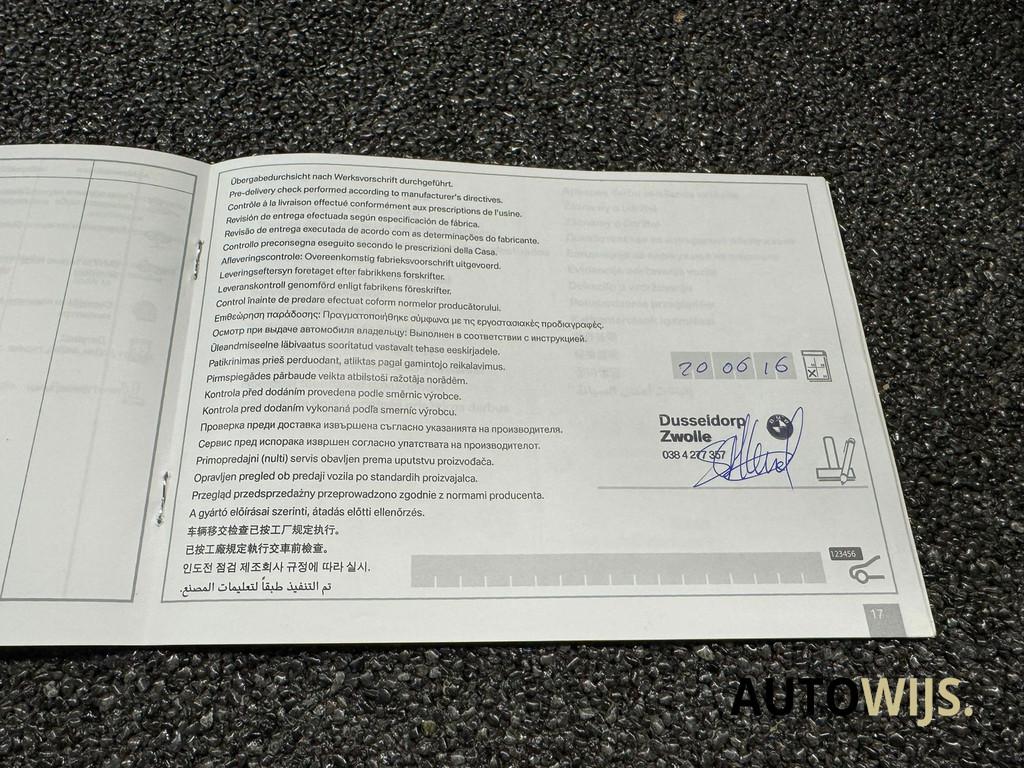 Übergabedurchsicht nach Werksvorschrift durchgeführt.
Pre-delivery check performed according to manufacturer's directives.
Contrôle à la livraison effectué conformément aux prescriptions de l'usine.
Revisión de entrega efectuada según especificación de fábrica.
Revisão de entrega executada de acordo com as determinações do fabricante.
Controllo preconsegna eseguito secondo le prescrizioni della Casa.
Afleveringscontrole: Overeenkomstig fabrieksvoorschrift uitgevoerd.
Leveringseftersyn foretaget efter fabrikkens forskrifter.
Leveranskontroll genomförd enligt fabrikens föreskrifter.
Control înainte de predare efectuat coform normelor producătorului.
Επιθεώρηση παράδοσης: Πραγματοποιήθηκε σύμφωνα με τις εργοστασιακές προδιαγραφές.
Осмотр при выдаче автомобиля владельцу: Выполнен в соответствии с инструкцией.
Üleandmiseelne läbivaatus sooritatud vastavalt tehase eeskirjadele.
Patikrinimas prieš perduodant, atliktas pagal gamintojo reikalavimus.
Pirmspiegādes pārbaude veikta atbilstoši ražotāja norādēm.
Kontrola před dodáním provedena podle směrnic výrobce.
Kontrola pred dodaním vykonaná podľa smerníc výrobcu.
Проверка преди доставка извършена съгласно указанията на производителя.
Сервис пред испорака извршен согласно упатствата на производителот.
Primopredajni (nulti) servis obavljen prema uputstvu proizvođača.
Opravljen pregled ob predaji vozila po standardih proizvajalca.
Przegląd przedsprzedażny przeprowadzono zgodnie z normami producenta.
A gyártó előírásai szerinti, átadás előtti ellenőrzés.
车辆移交检查已按工厂规定执行。
已按工廠規定執行交車前檢查。
인도전 점검 제조회사 규정에 따라 실시.
تم التنفيذ طبقاً لتعليمات المصنع.
20 06 16
Dusseldorp
Zwolle
038 4 277 357
123456
17
AUTOWIJS.